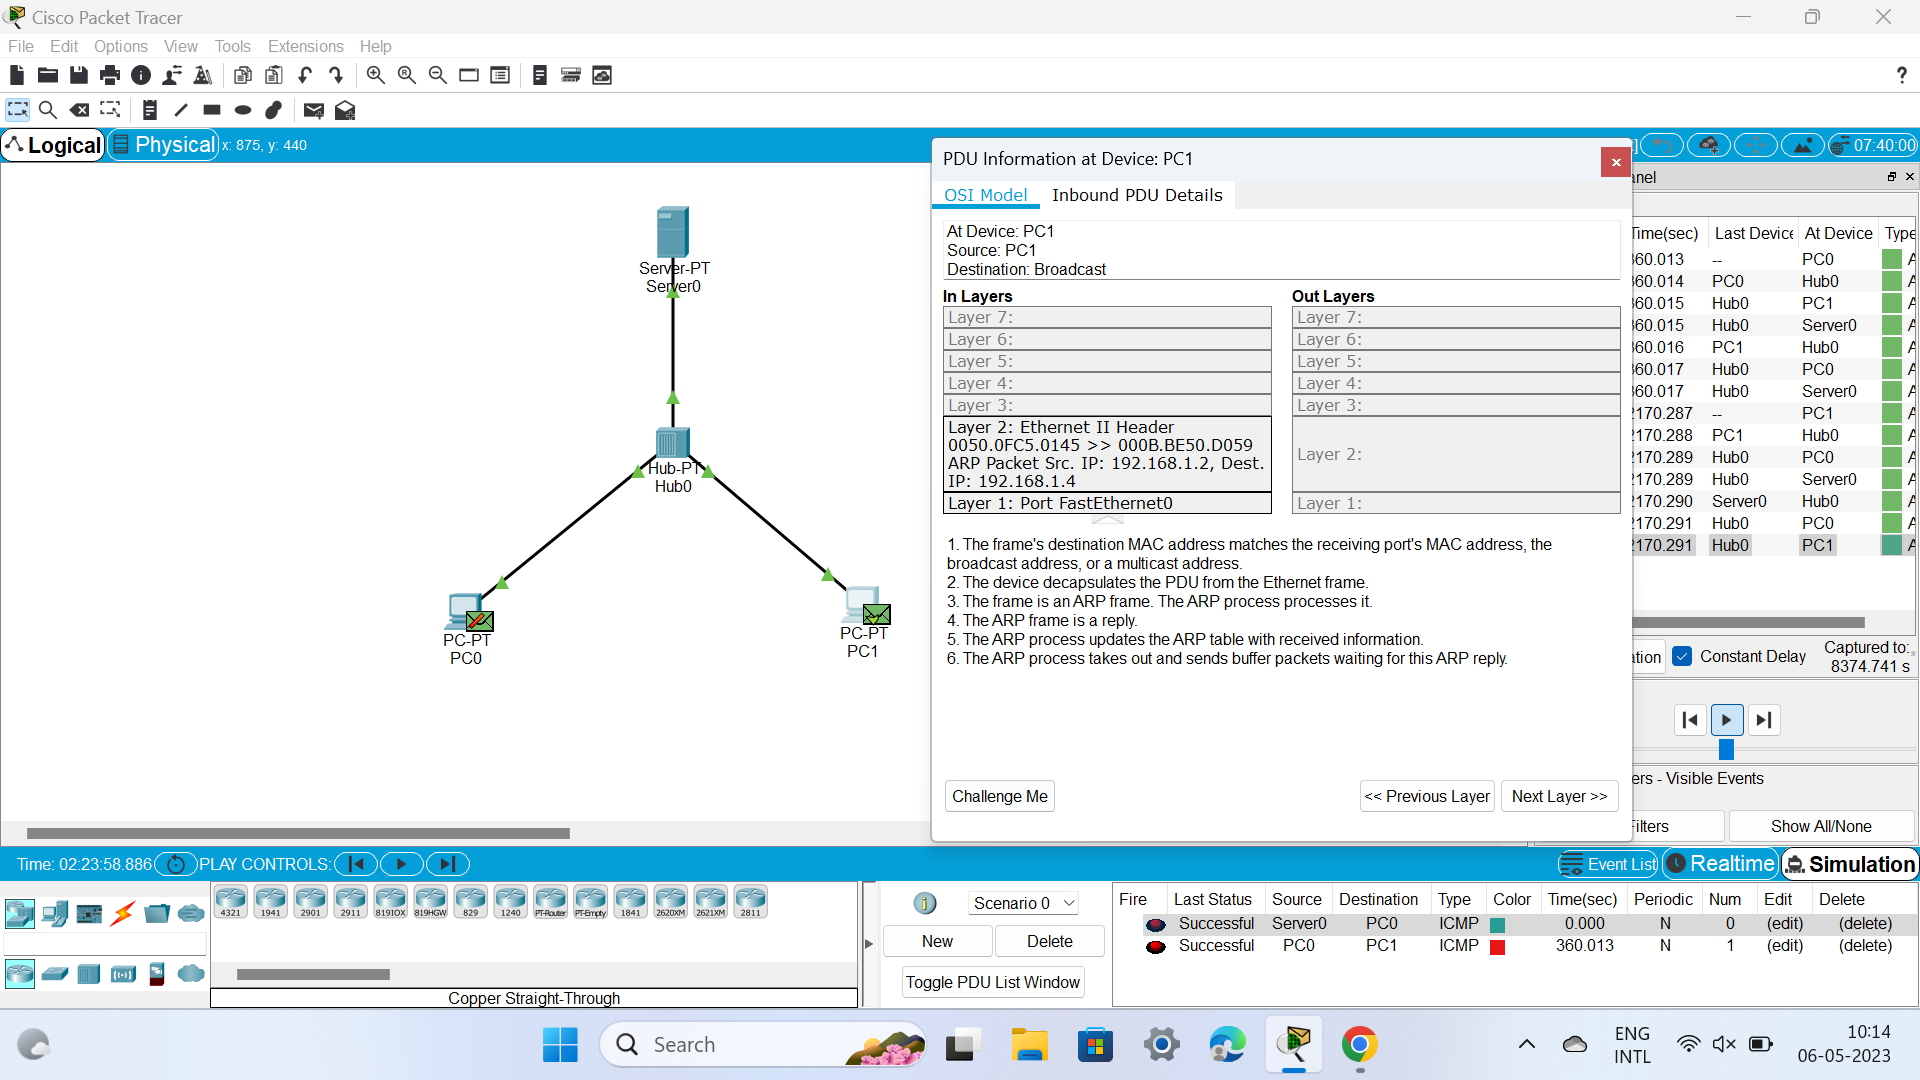 Cisco Packet Tracer
File Edit Options View Tools Extensions Help
?
Logical Physical x: 875, y: 440
07:40:00
Server-PT
Server0
Hub-PT
Hub0
PC-PT
PC0
PC-PT
PC1
PDU Information at Device: PC1
OSI Model Inbound PDU Details
At Device: PC1
Source: PC1
Destination: Broadcast
In Layers Out Layers
Layer 7: Layer 7:
Layer 6: Layer 6:
Layer 5: Layer 5:
Layer 4: Layer 4:
Layer 3: Layer 3:
Layer 2: Ethernet II Header
0050.0FC5.0145 >> 000B.BE50.D059
ARP Packet Src. IP: 192.168.1.2, Dest.
IP: 192.168.1.4
Layer 2:
Layer 1: Port FastEthernet0 Layer 1:
1. The frame's destination MAC address matches the receiving port's MAC address, the
broadcast address, or a multicast address.
2. The device decapsulates the PDU from the Ethernet frame.
3. The frame is an ARP frame. The ARP process processes it.
4. The ARP frame is a reply.
5. The ARP process updates the ARP table with received information.
6. The ARP process takes out and sends buffer packets waiting for this ARP reply.
Challenge Me << Previous Layer Next Layer >>
anel
Time(sec) Last Device At Device Type
360.013 -- PC0 A
360.014 PC0 Hub0 A
360.015 Hub0 PC1 A
360.015 Hub0 Server0 A
360.016 PC1 Hub0 A
360.017 Hub0 PC0 A
360.017 Hub0 Server0 A
2170.287 -- PC1 A
2170.288 PC1 Hub0 A
2170.289 Hub0 PC0 A
2170.289 Hub0 Server0 A
2170.290 Server0 Hub0 A
2170.291 Hub0 PC0 A
2170.291 Hub0 PC1 A
ation Constant Delay Captured to:
8374.741 s
ers - Visible Events
Filters Show All/None
Time: 02:23:58.886 PLAY CONTROLS:
Event List Realtime Simulation
4321 1941 2901 2911 819IOX 819HGW 829 1240 PT-Router PT-Empty 1841 2620XM 2621XM 2811
Copper Straight-Through
Scenario 0
New Delete
Toggle PDU List Window
Fire Last Status Source Destination Type Color Time(sec) Periodic Num Edit Delete
Successful Server0 PC0 ICMP 0.000 N 0 (edit) (delete)
Successful PC0 PC1 ICMP 360.013 N 1 (edit) (delete)
Search
ENG
INTL
10:14
06-05-2023